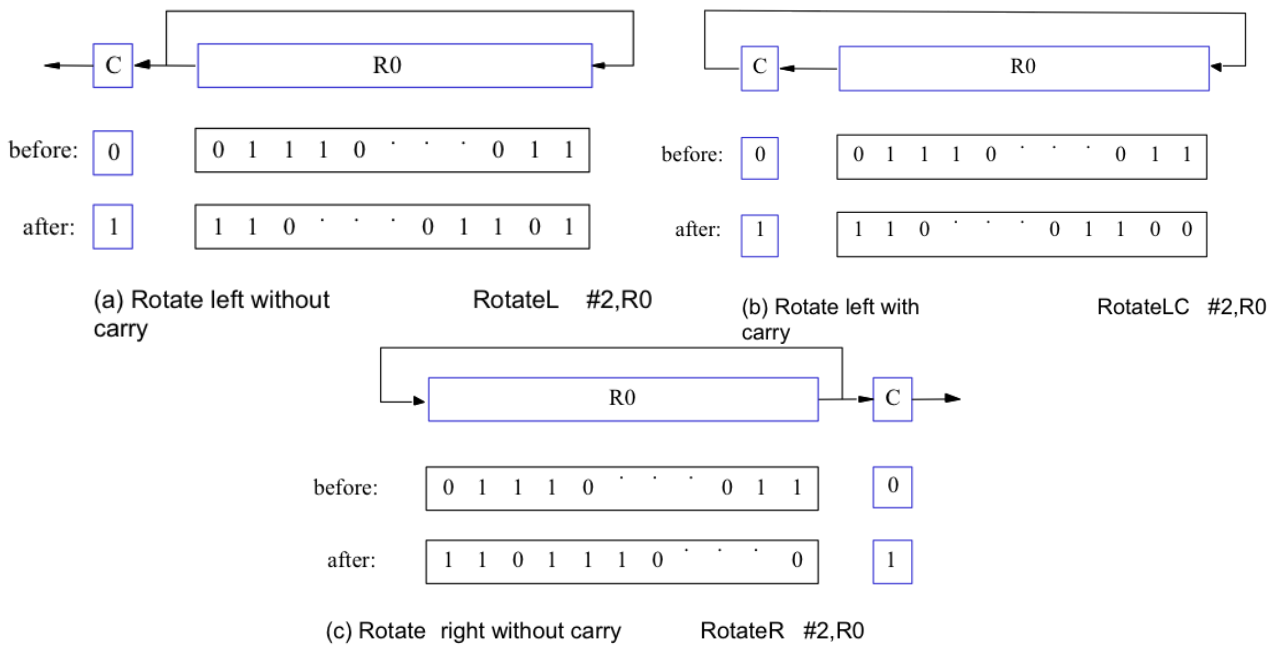 C R0
before: 0 0 1 1 1 0 . . . 0 1 1
after: 1 1 1 0 . . . 0 1 1 0 1
(a) Rotate left without
carry
RotateL #2,R0
C R0
before: 0 0 1 1 1 0 . . . 0 1 1
after: 1 1 1 0 . . . 0 1 1 0 0
(b) Rotate left with
carry
RotateLC #2,R0
R0 C
before: 0 1 1 1 0 . . . 0 1 1 0
after: 1 1 0 1 1 1 0 . . . 0 1
(c) Rotate right without carry RotateR #2,R0